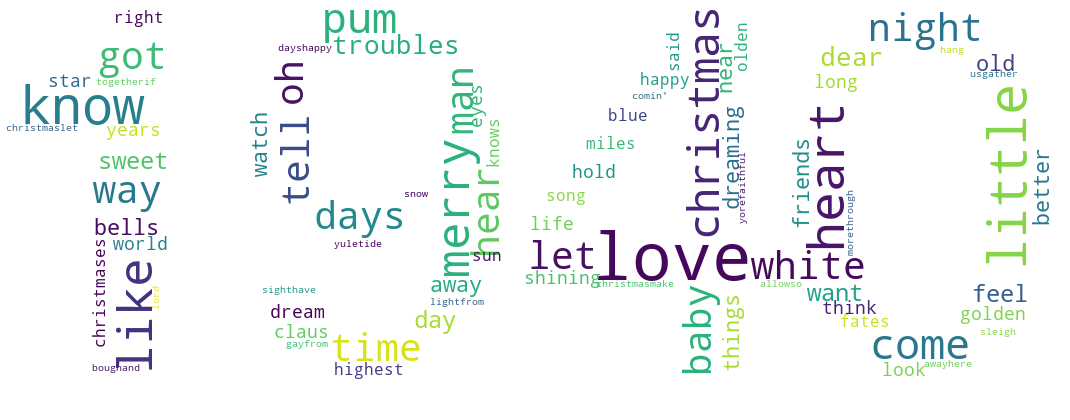 right
got
star
togetherif
know
christmaslet
years
sweet
way
bells
world
christmases
like
lord
boughand
pum
dayshappy
troubles
oh
man
eyes
watch
tell
knows
merry
hear
snow
days
yuletide
sun
sighthave
away
lightfrom
dream
day
claus
gayfrom
time
highest
said
christmas
near
olden
happy
comin'
blue
miles
dreaming
hold
yorefaithful
song
life
let
love
shining
christmasmake
baby
things
night
hang
dear
old
long
usgather
heart
little
friends
better
morethrough
white
allowso
want
think
feel
fates
golden
sleigh
come
look
awayhere